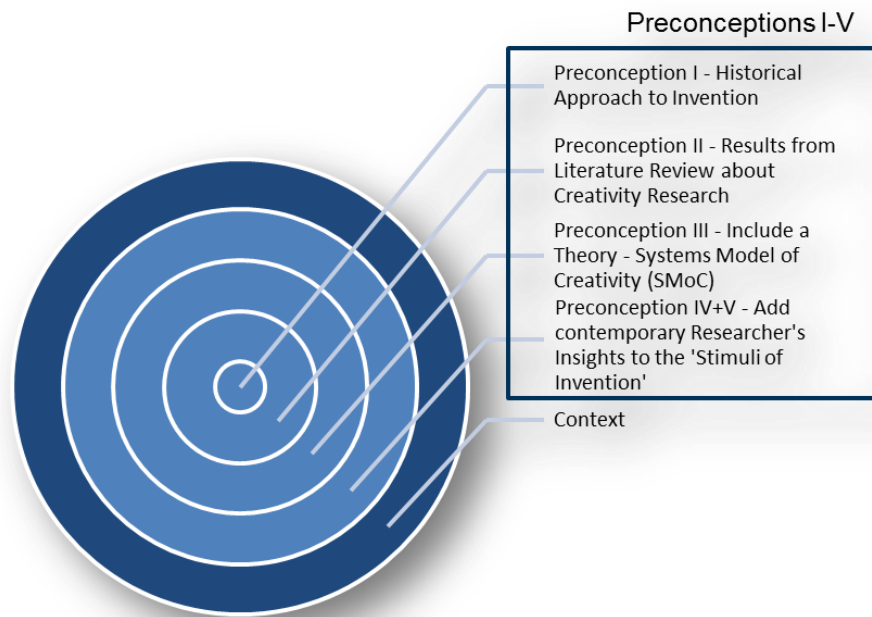 Preconceptions I-V
Preconception I - Historical
Approach to Invention
Preconception II - Results from
Literature Review about
Creativity Research
Preconception III - Include a
Theory - Systems Model of
Creativity (SMoC)
Preconception IV+V - Add
contemporary Researcher's
Insights to the 'Stimuli of
Invention'
Context